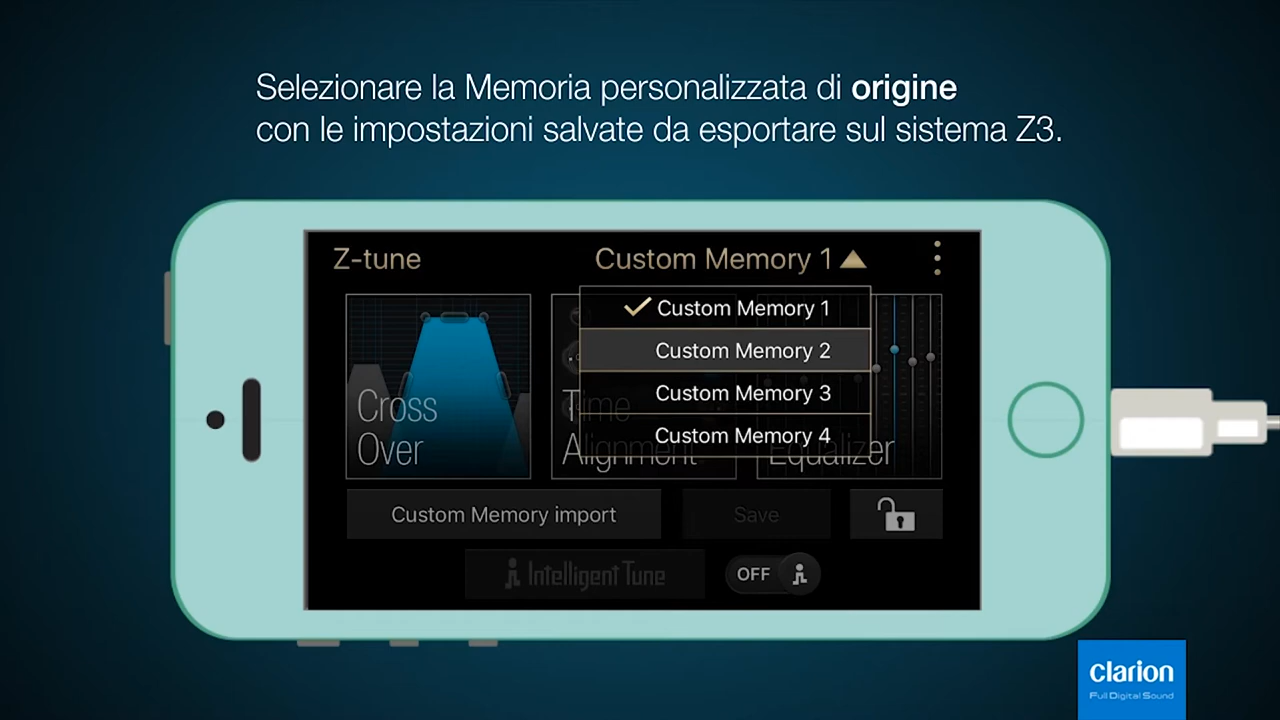 Selezionare la Memoria personalizzata di origine
con le impostazioni salvate da esportare sul sistema Z3.
Z-tune
Custom Memory 1
Custom Memory 1
Custom Memory 2
Custom Memory 3
Custom Memory 4
Cross
Over
Time
Alignment
Equalizer
Custom Memory import
Save
Intelligent Tune
OFF
clarion
Full Digital Sound